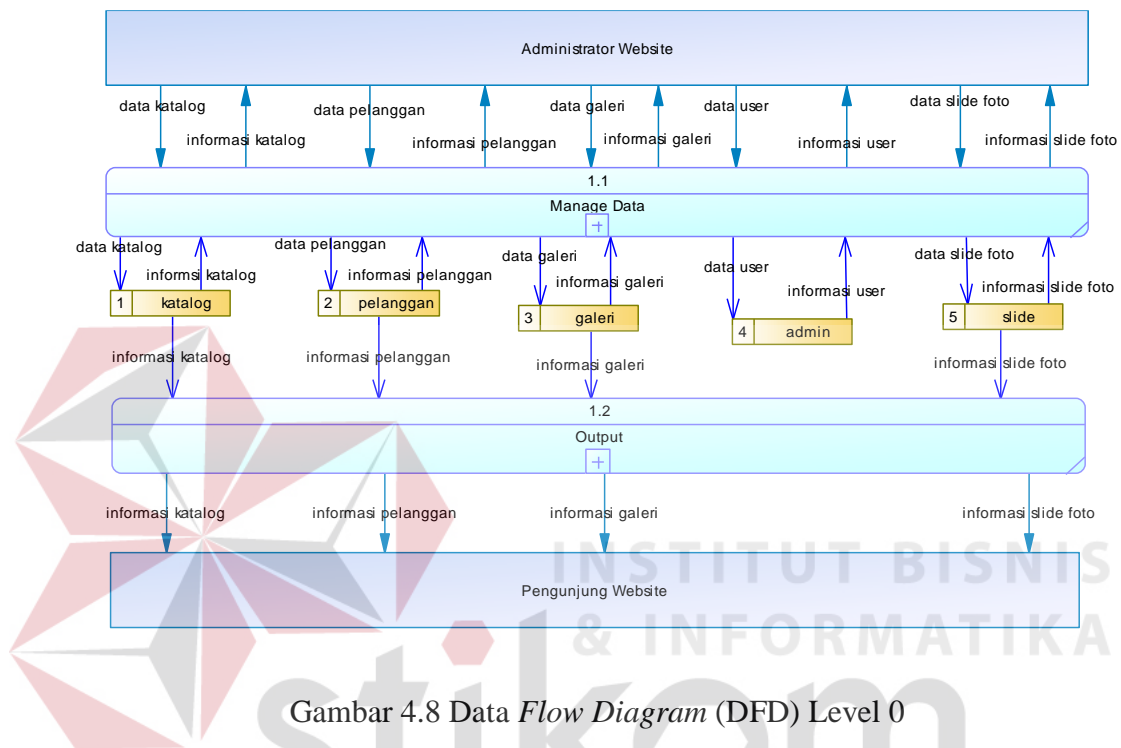 Administrator Website
data katalog
data pelanggan
data galeri
data user
data slide foto
informasi katalog
informasi pelanggan
informasi galeri
informasi user
informasi slide foto
1.1
Manage Data
data katalog
data pelanggan
data galeri
data user
data slide foto
informsi katalog
informasi pelanggan
informasi galeri
informasi user
informasi slide foto
1 katalog
2 pelanggan
3 galeri
4 admin
5 slide
informasi katalog
informasi pelanggan
informasi galeri
informasi slide foto
1.2
Output
informasi katalog
informasi pelanggan
informasi galeri
informasi slide foto
INSTITUT BISNIS
Pengunjung Website
& INFORMATIKA
stikom
Gambar 4.8 Data Flow Diagram (DFD) Level 0